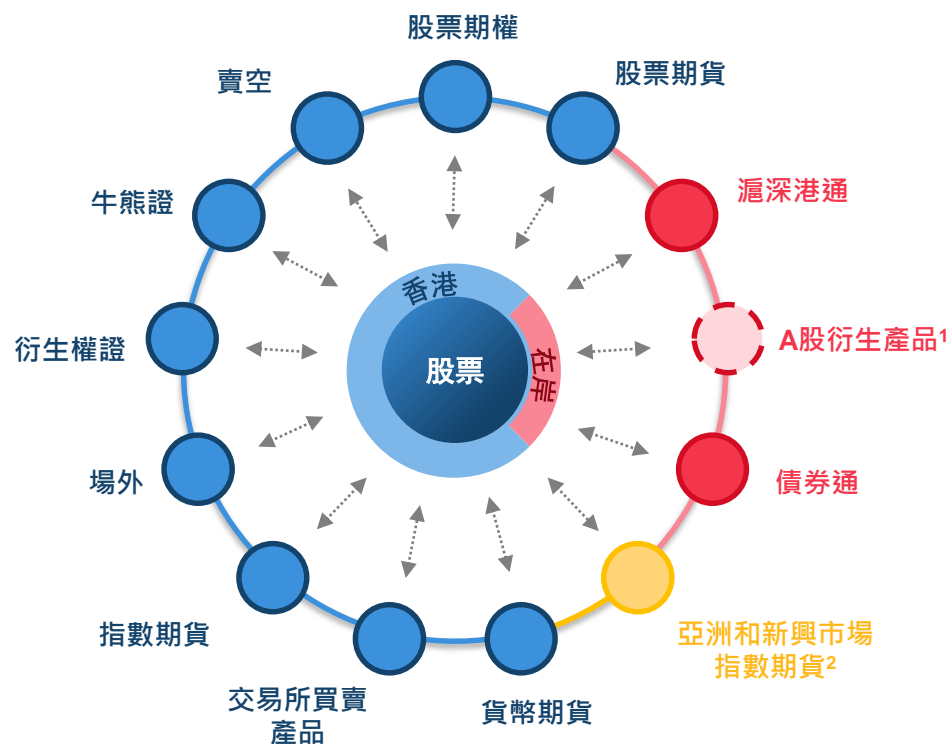 股票期權
賣空
股票期貨
牛熊證
滬深港通
香港
衍生權證
股票
在岸
A股衍生產品1
場外
債券通
指數期貨
亞洲和新興市場
指數期貨2
交易所買賣
產品
貨幣期貨